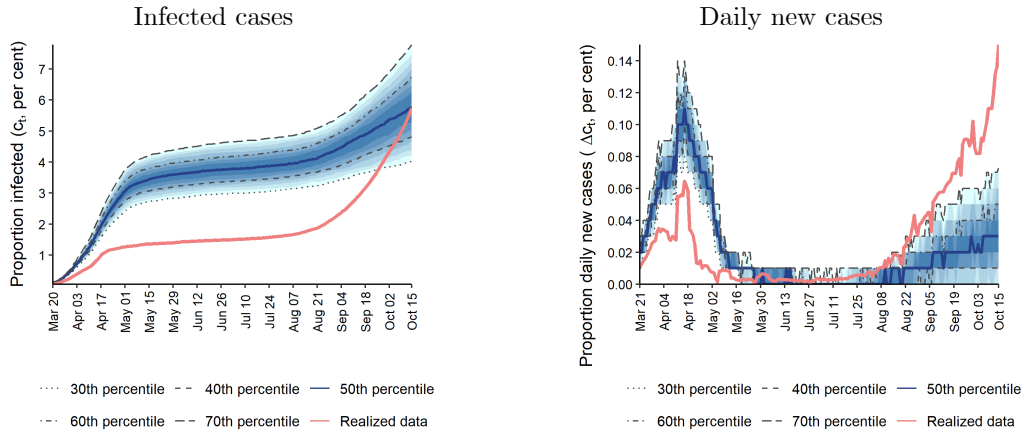 Infected cases
Proportion infected (cₜ, per cent)
7
6
5
4
3
2
1
Mar 20
Apr 03
Apr 17
May 01
May 15
May 29
Jun 12
Jun 26
Jul 10
Jul 24
Aug 07
Aug 21
Sep 04
Sep 18
Oct 02
Oct 15
30th percentile 40th percentile 50th percentile
60th percentile 70th percentile Realized data
Daily new cases
Proportion daily new cases ( Δcₜ, per cent)
0.14
0.12
0.10
0.08
0.06
0.04
0.02
0.00
Mar 21
Apr 04
Apr 18
May 02
May 16
May 30
Jun 13
Jun 27
Jul 11
Jul 25
Aug 08
Aug 22
Sep 05
Sep 19
Oct 03
Oct 15
30th percentile 40th percentile 50th percentile
60th percentile 70th percentile Realized data